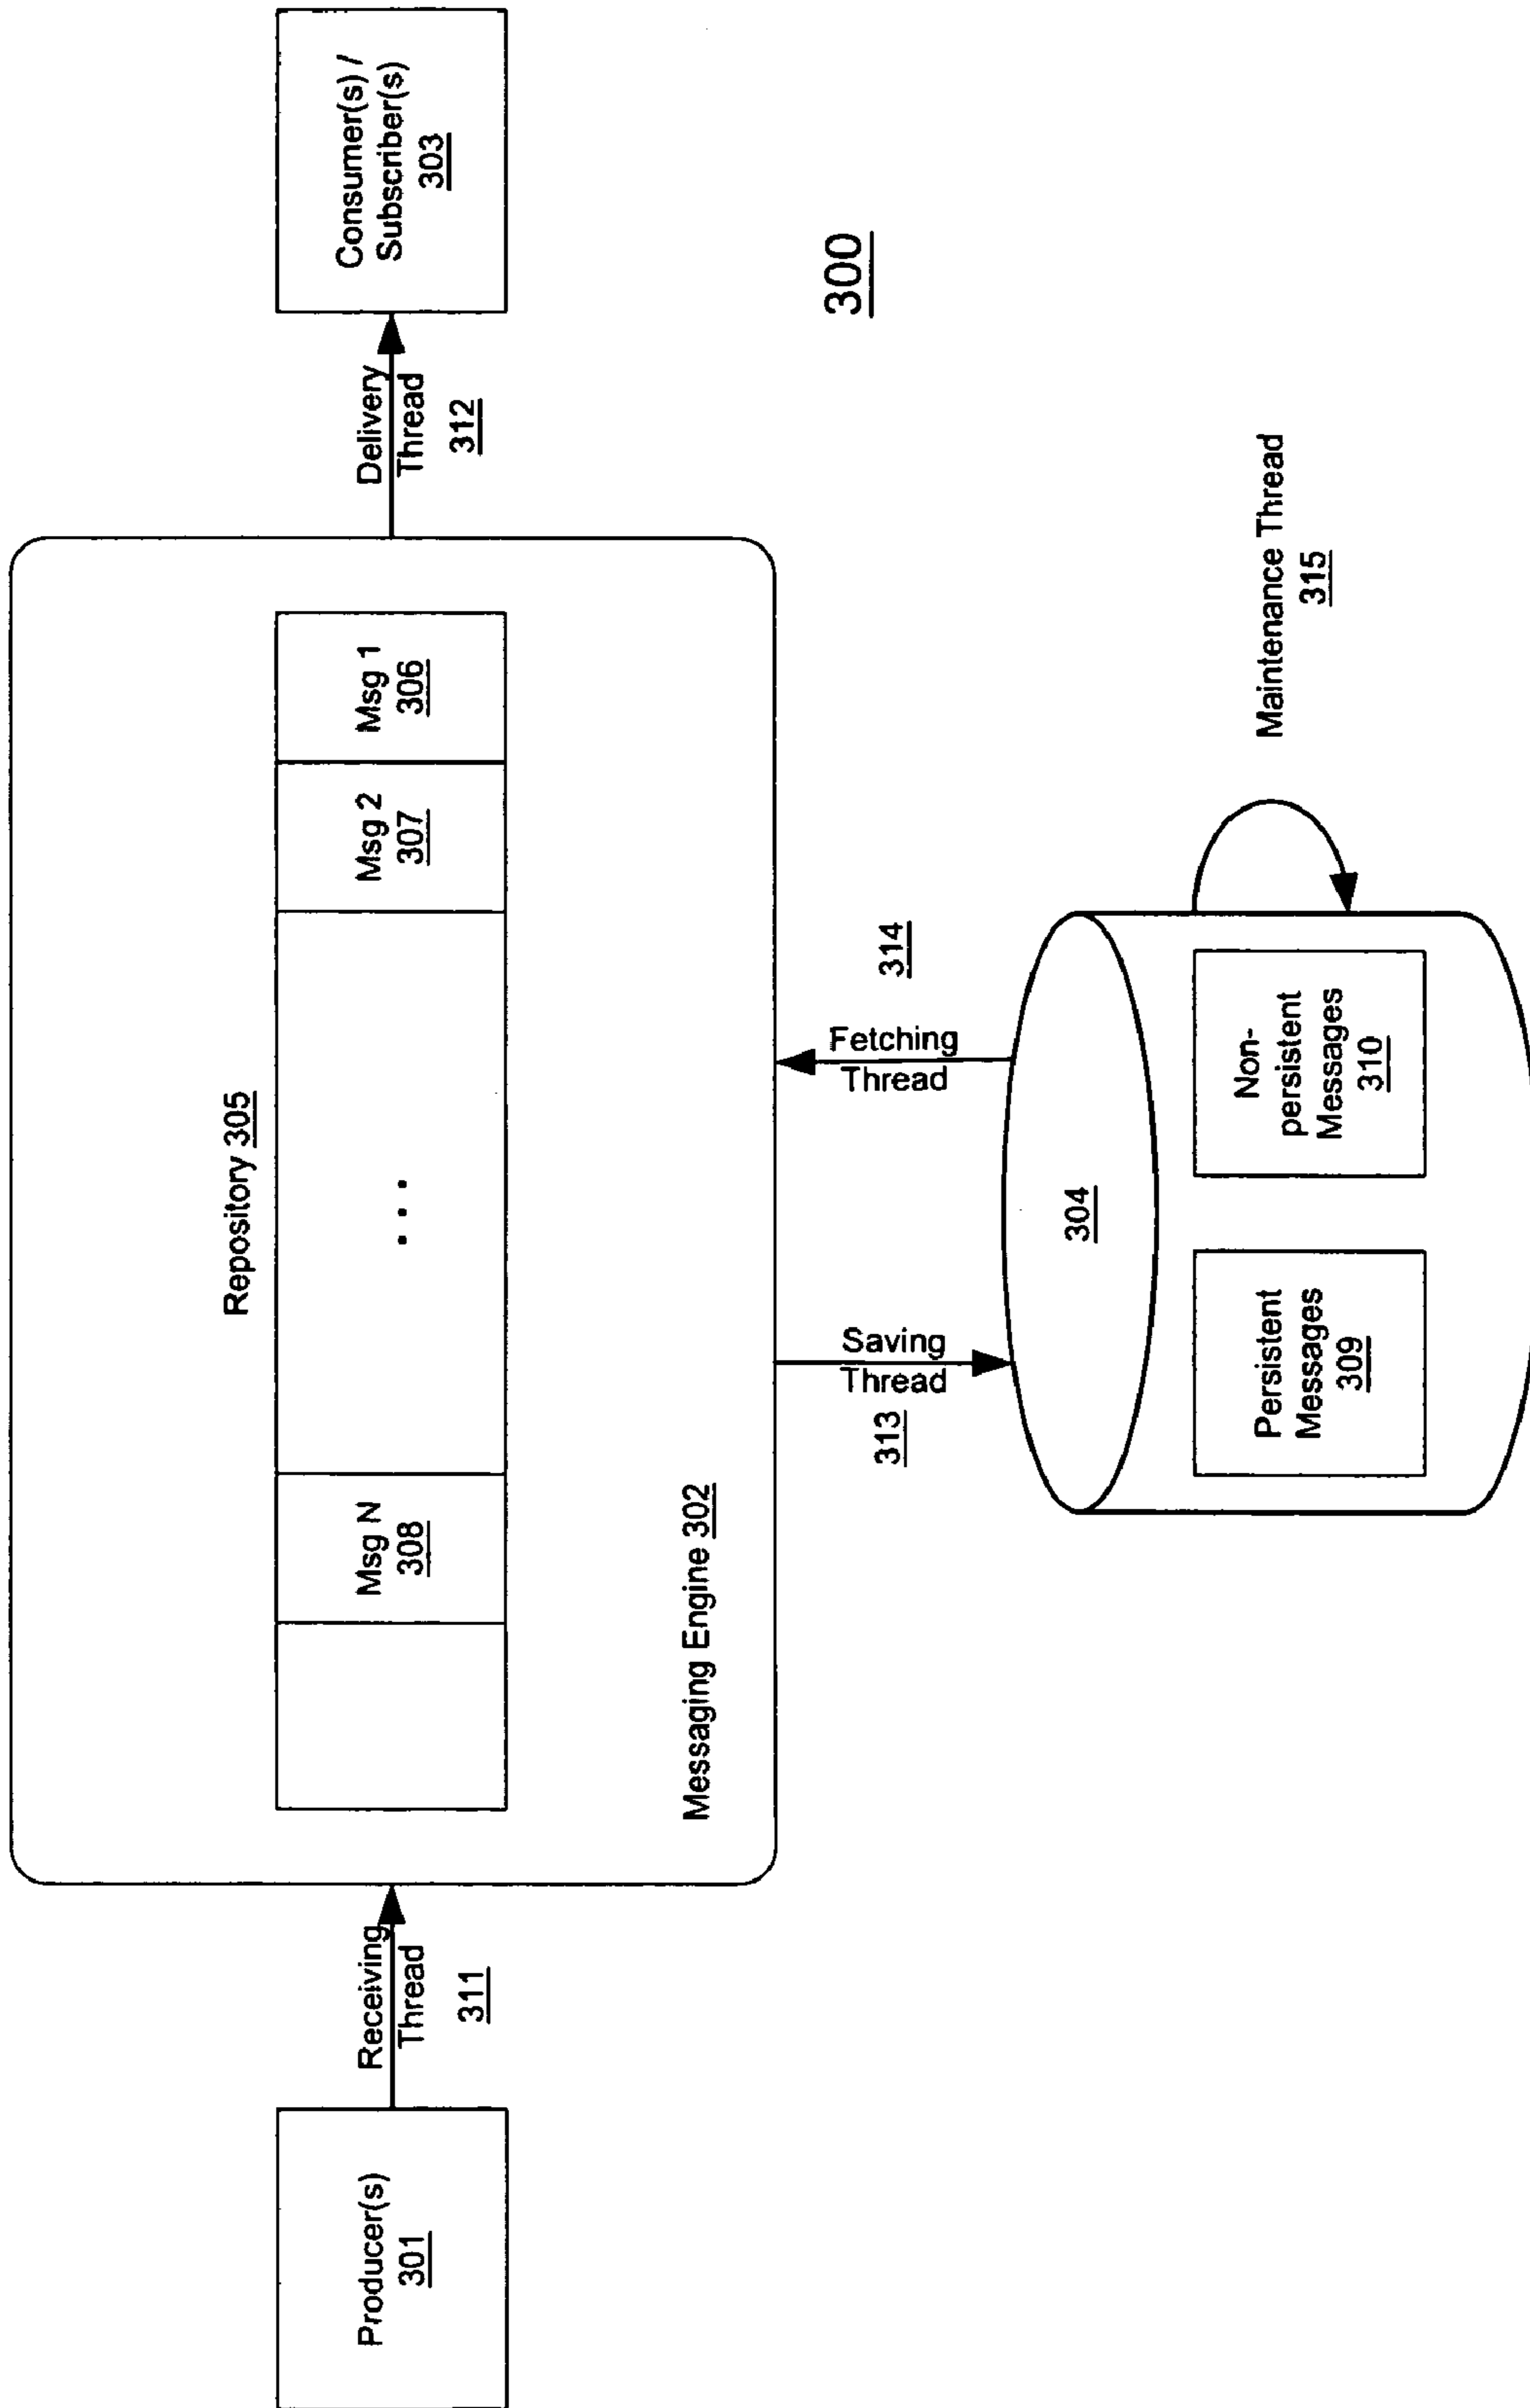 Repository 305
Producer(s)
301
Receiving
Thread
311
Msg N
308
...
Msg 2
307
Msg 1
306
Messaging Engine 302
Delivery
Thread
312
Consumer(s) /
Subscriber(s)
303
Saving
Thread
313
Fetching
Thread
314
300
304
Persistent
Messages
309
Non-
persistent
Messages
310
Maintenance Thread
315